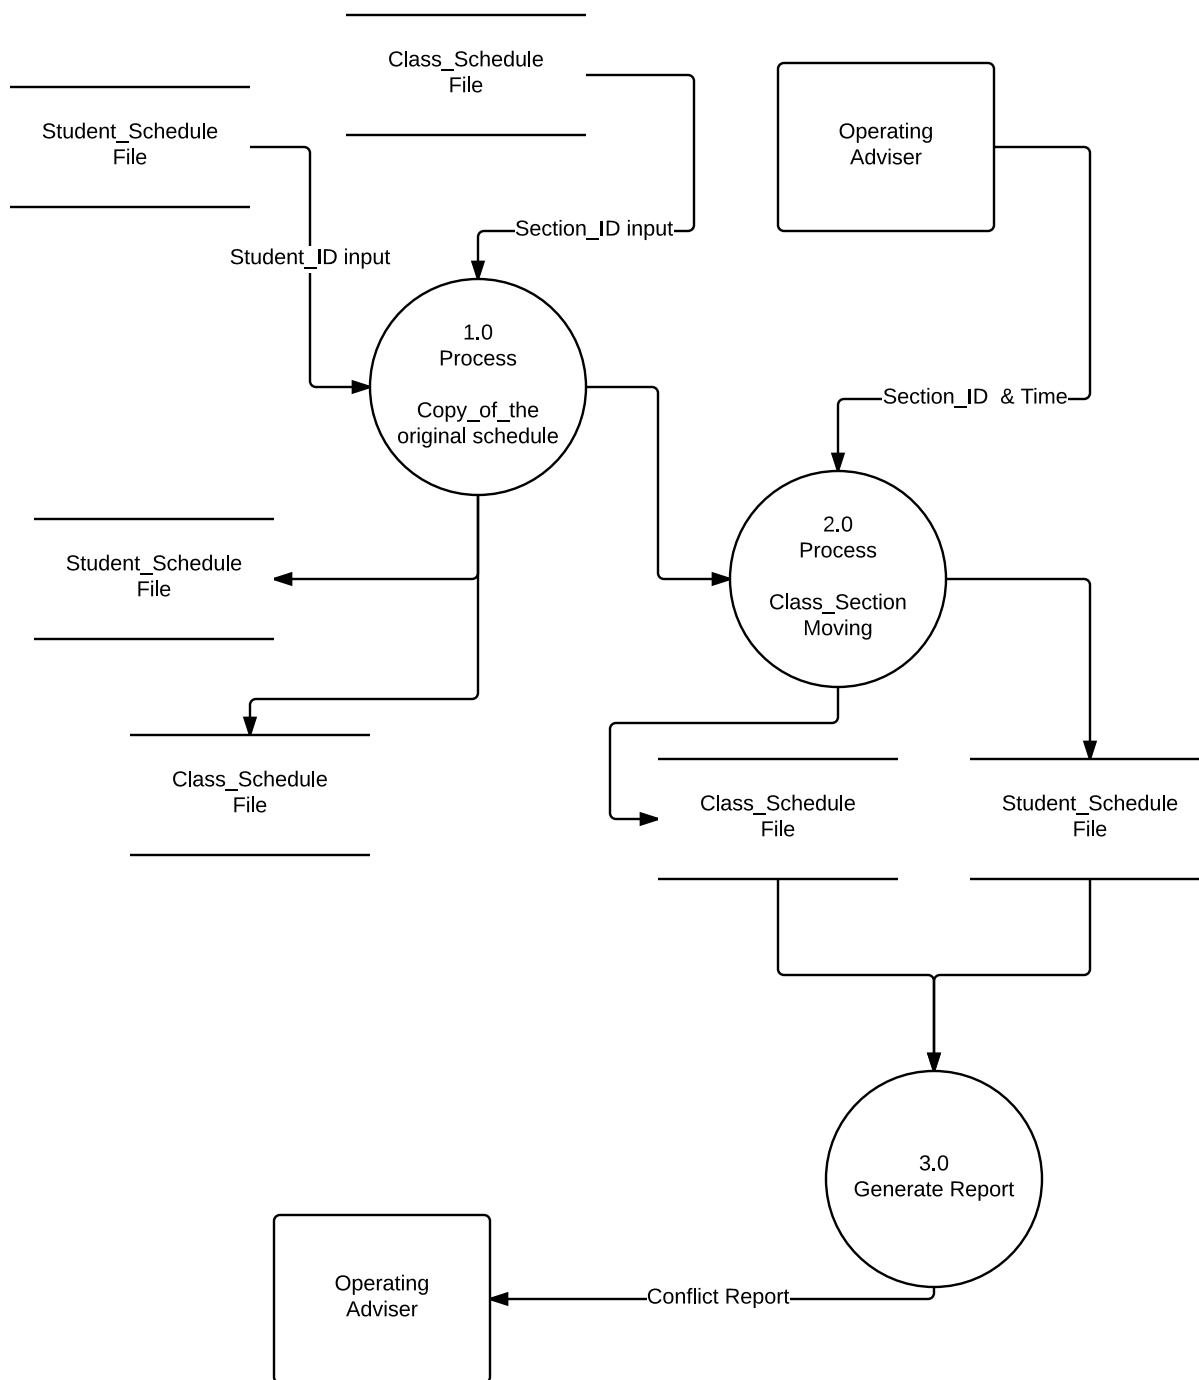 Class_Schedule
File
Student_Schedule
File
Operating
Adviser
Section_ID input
Student_ID input
1.0
Process
Copy_of_the
original schedule
Section_ID  & Time
2.0
Process
Class_Section
Moving
Student_Schedule
File
Class_Schedule
File
Class_Schedule
File
Student_Schedule
File
3.0
Generate Report
Operating
Adviser
Conflict Report